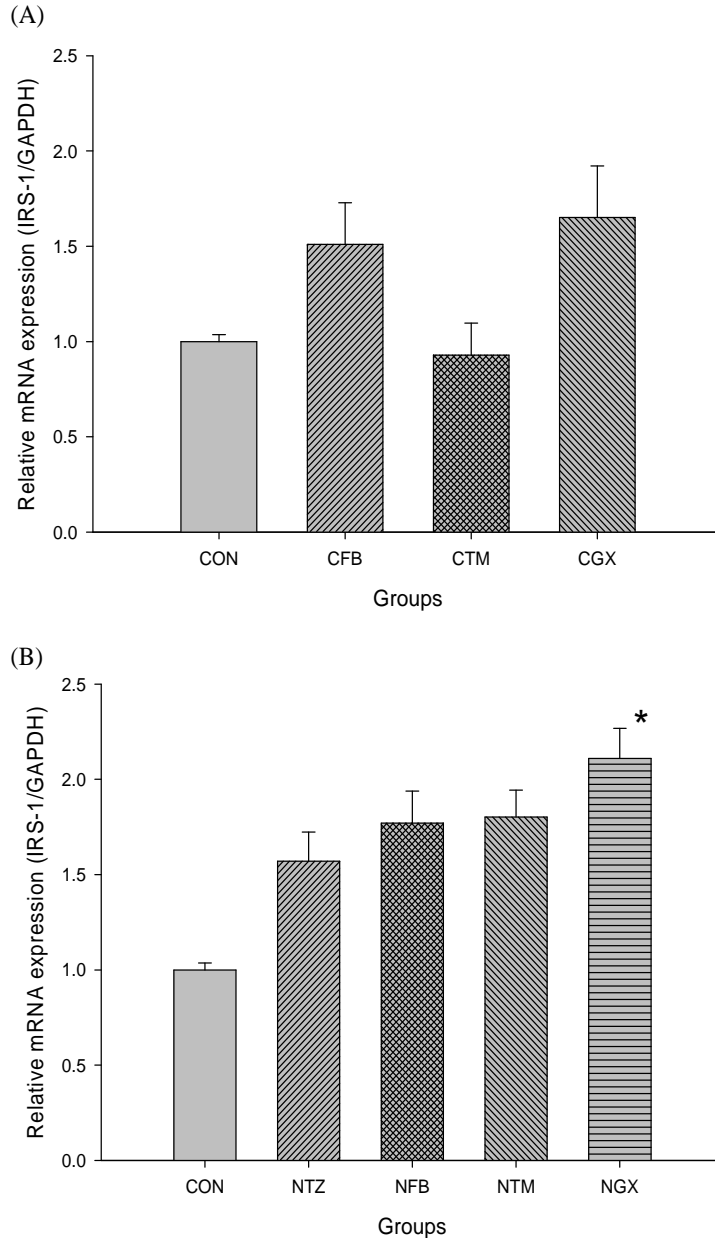 (A)
Relative mRNA expression (IRS-1/GAPDH)
2.5
2.0
1.5
1.0
0.5
0.0
CON CFB CTM CGX
Groups
(B)
Relative mRNA expression (IRS-1/GAPDH)
2.5
2.0
1.5
1.0
0.5
0.0
*
CON NTZ NFB NTM NGX
Groups